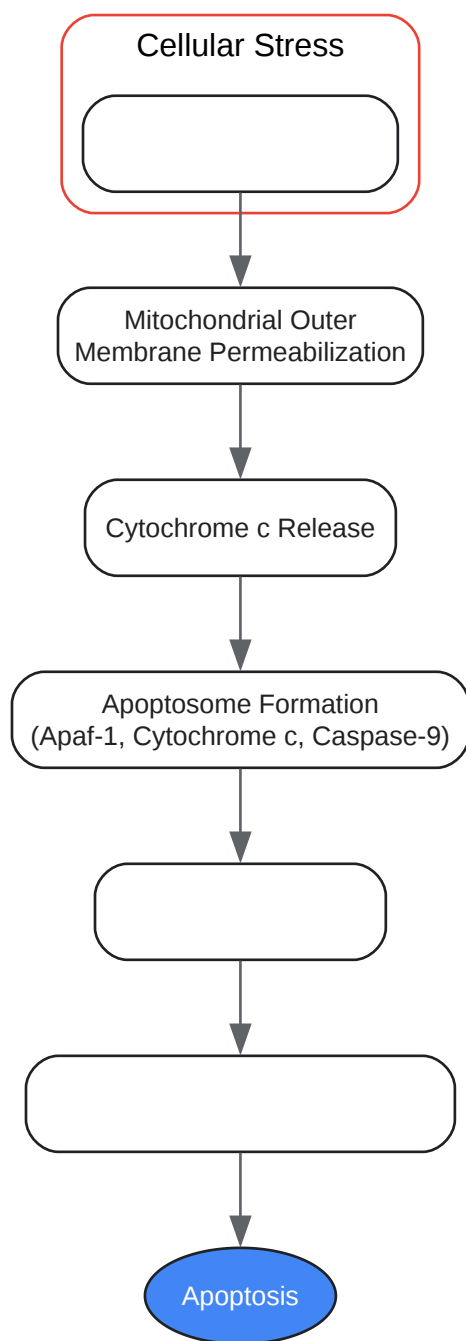 Cellular Stress
Mitochondrial Outer
Membrane Permeabilization
Cytochrome c Release
Apoptosome Formation
(Apaf-1, Cytochrome c, Caspase-9)
Apoptosis